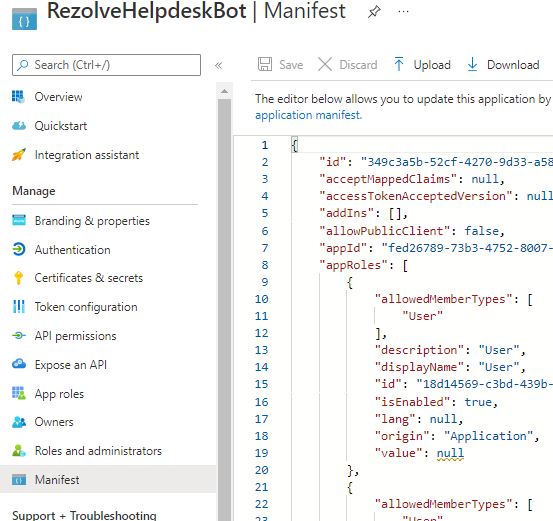 RezolveHelpdeskBot | Manifest
Search (Ctrl+/)
«
Overview
Quickstart
Integration assistant
Manage
Branding & properties
Authentication
Certificates & secrets
Token configuration
API permissions
Expose an API
App roles
Owners
Roles and administrators
Manifest
Support + Troubleshooting
Save Discard Upload Download
The editor below allows you to update this application by
application manifest.
1 {
2 "id": "349c3a5b-52cf-4270-9d33-a58
3 "acceptMappedClaims": null,
4 "accessTokenAcceptedVersion": null
5 "addIns": [],
6 "allowPublicClient": false,
7 "appId": "fed26789-73b3-4752-8007-
8 "appRoles": [
9 {
10 "allowedMemberTypes": [
11 "User"
12 ],
13 "description": "User",
14 "displayName": "User",
15 "id": "18d14569-c3bd-439b-
16 "isEnabled": true,
17 "lang": null,
18 "origin": "Application",
19 "value": null
20 },
21 {
22 "allowedMemberTypes": [
23 "User"